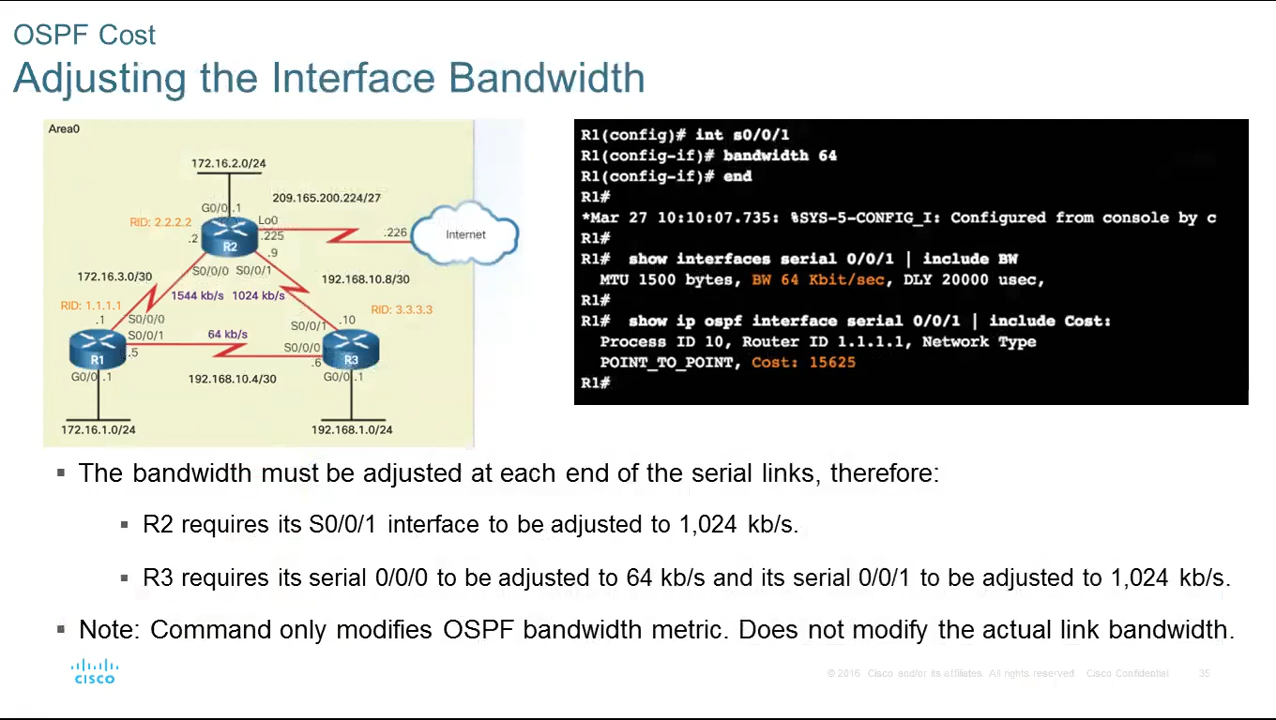 OSPF Cost
Adjusting the Interface Bandwidth
Area0
172.16.2.0/24
209.165.200.224/27
G0/0 .1
RID: 2.2.2.2
Lo0
.2
R2
.225
.226
Internet
.9
172.16.3.0/30
S0/0/0
S0/0/1
192.168.10.8/30
1544 kb/s
1024 kb/s
RID: 1.1.1.1
RID: 3.3.3.3
.1
S0/0/0
S0/0/1
64 kb/s
S0/0/1
.10
R1
.5
S0/0/0
R3
.6
G0/0 .1
192.168.10.4/30
G0/0 .1
172.16.1.0/24
192.168.1.0/24
R1(config)# int s0/0/1
R1(config-if)# bandwidth 64
R1(config-if)# end
R1#
*Mar 27 10:10:07.735: %SYS-5-CONFIG_I: Configured from console by c
R1#
R1# show interfaces serial 0/0/1 | include BW
MTU 1500 bytes, BW 64 Kbit/sec, DLY 20000 usec,
R1#
R1# show ip ospf interface serial 0/0/1 | include Cost:
Process ID 10, Router ID 1.1.1.1, Network Type
POINT_TO_POINT, Cost: 15625
R1#
▪ The bandwidth must be adjusted at each end of the serial links, therefore:
▪ R2 requires its S0/0/1 interface to be adjusted to 1,024 kb/s.
▪ R3 requires its serial 0/0/0 to be adjusted to 64 kb/s and its serial 0/0/1 to be adjusted to 1,024 kb/s.
▪ Note: Command only modifies OSPF bandwidth metric. Does not modify the actual link bandwidth.
CISCO
© 2016 Cisco and/or its affiliates. All rights reserved. Cisco Confidential
35